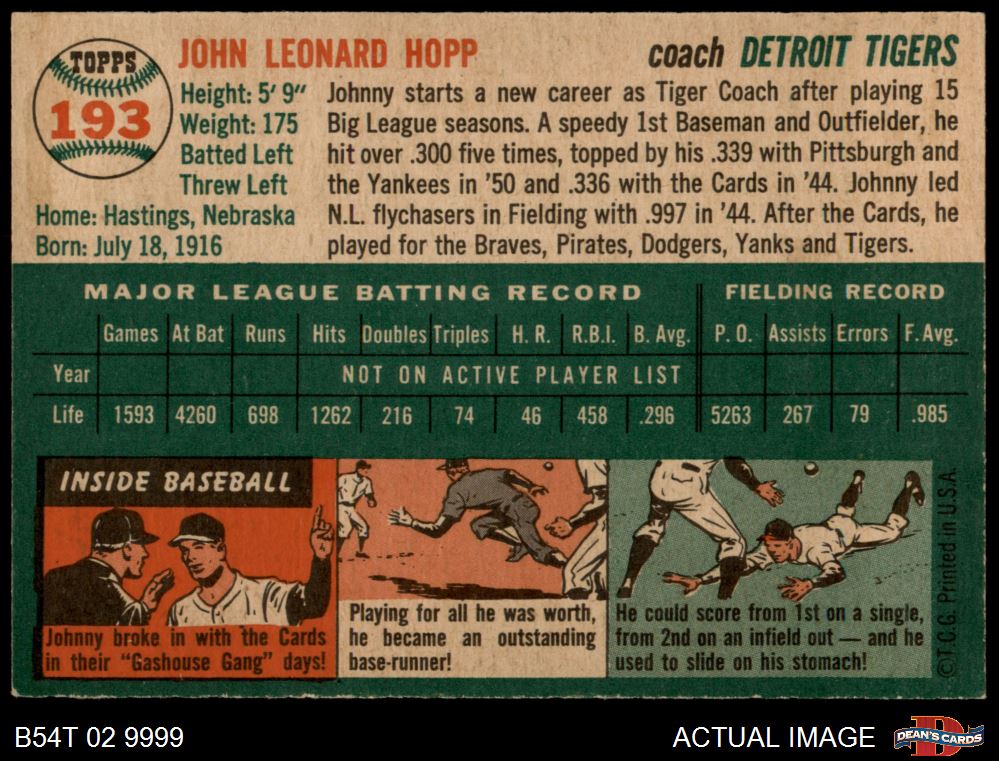 TOPPS
193
JOHN LEONARD HOPP
coach DETROIT TIGERS
Height: 5' 9"
Weight: 175
Batted Left
Threw Left
Home: Hastings, Nebraska
Born: July 18, 1916
Johnny starts a new career as Tiger Coach after playing 15
Big League seasons. A speedy 1st Baseman and Outfielder, he
hit over .300 five times, topped by his .339 with Pittsburgh and
the Yankees in '50 and .336 with the Cards in '44. Johnny led
N.L. flychasers in Fielding with .997 in '44. After the Cards, he
played for the Braves, Pirates, Dodgers, Yanks and Tigers.
MAJOR LEAGUE BATTING RECORD
FIELDING RECORD
Games At Bat Runs Hits Doubles Triples H. R. R.B.I. B. Avg. P. O. Assists Errors F. Avg.
Year NOT ON ACTIVE PLAYER LIST
Life 1593 4260 698 1262 216 74 46 458 .296 5263 267 79 .985
INSIDE BASEBALL
Johnny broke in with the Cards
in their "Gashouse Gang" days!
Playing for all he was worth,
he became an outstanding
base-runner!
He could score from 1st on a single,
from 2nd on an infield out — and he
used to slide on his stomach!
©T.C.G. Printed in U.S.A.
B54T 02 9999
ACTUAL IMAGE
DEAN'S CARDS